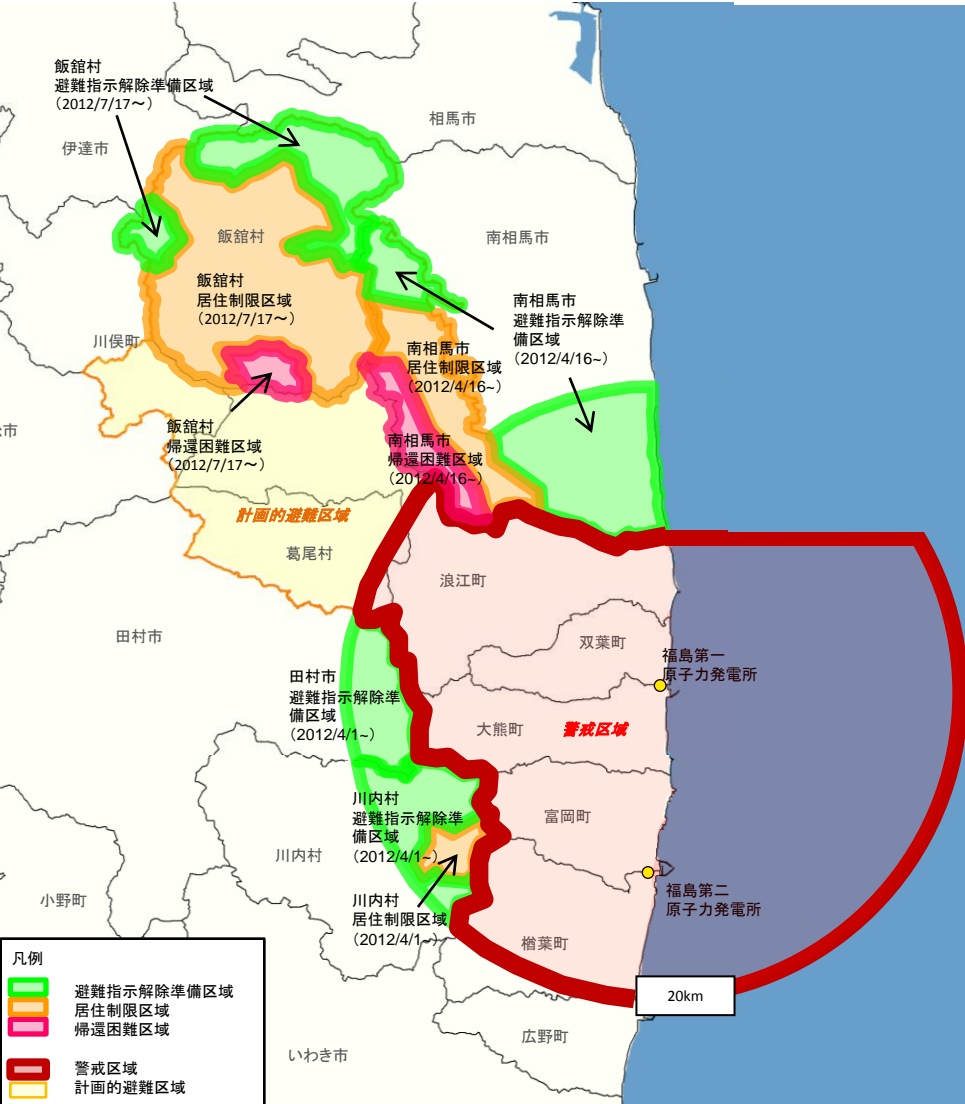 飯舘村
避難指示解除準備区域
（2012/7/17～）
相馬市
伊達市
飯舘村
南相馬市
飯舘村
居住制限区域
（2012/7/17～）
南相馬市
避難指示解除準
備区域
（2012/4/16~）
川俣町
南相馬市
居住制限区域
（2012/4/16~）
市
飯舘村
帰還困難区域
（2012/7/17～）
南相馬市
帰還困難区域
（2012/4/16~）
計画的避難区域
葛尾村
浪江町
田村市
双葉町
福島第一
原子力発電所
田村市
避難指示解除準
備区域
（2012/4/1~）
大熊町
警戒区域
川内村
避難指示解除準
備区域
（2012/4/1~）
富岡町
川内村
福島第二
原子力発電所
小野町
川内村
居住制限区域
（2012/4/1~）
楢葉町
凡例
避難指示解除準備区域
居住制限区域
帰還困難区域
警戒区域
計画的避難区域
20km
広野町
いわき市